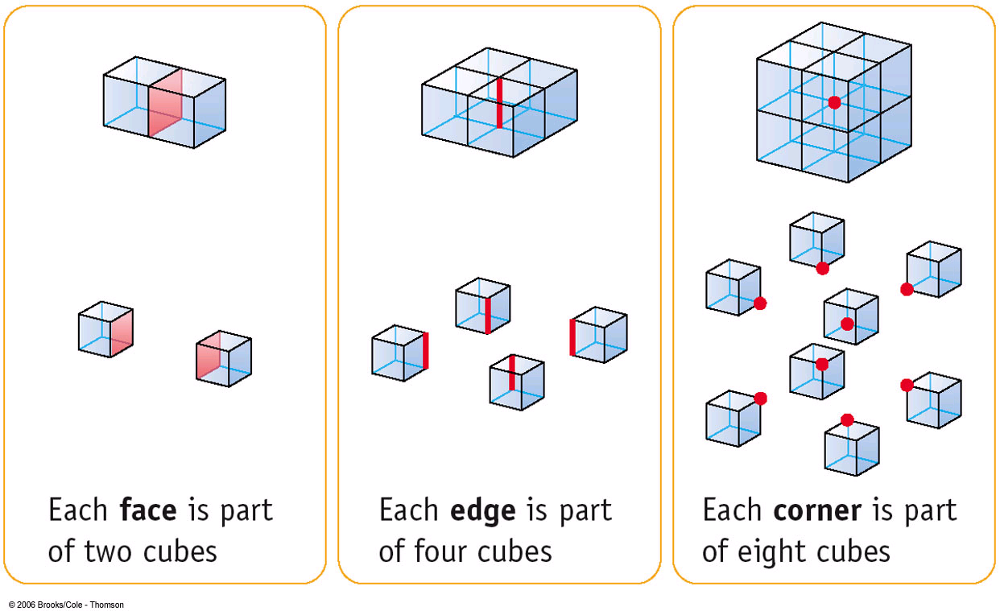 Each face is part
of two cubes
Each edge is part
of four cubes
Each corner is part
of eight cubes
© 2006 Brooks/Cole - Thomson